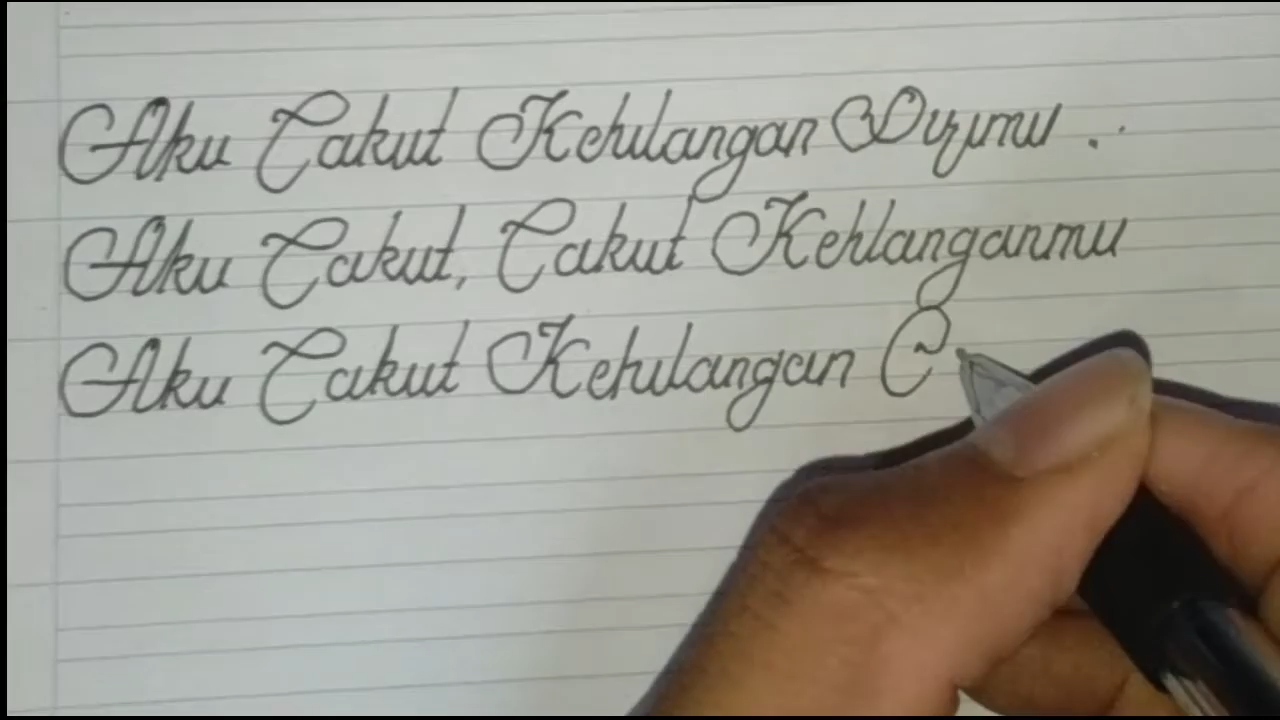 Aku Takut Kehilangan Dirimu .
Aku Takut, Takut Kehlanganmu
Aku Takut Kehilangan C